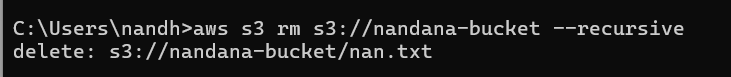 C:\Users\nandh>aws s3 rm s3://nandana-bucket --recursive
delete: s3://nandana-bucket/nan.txt